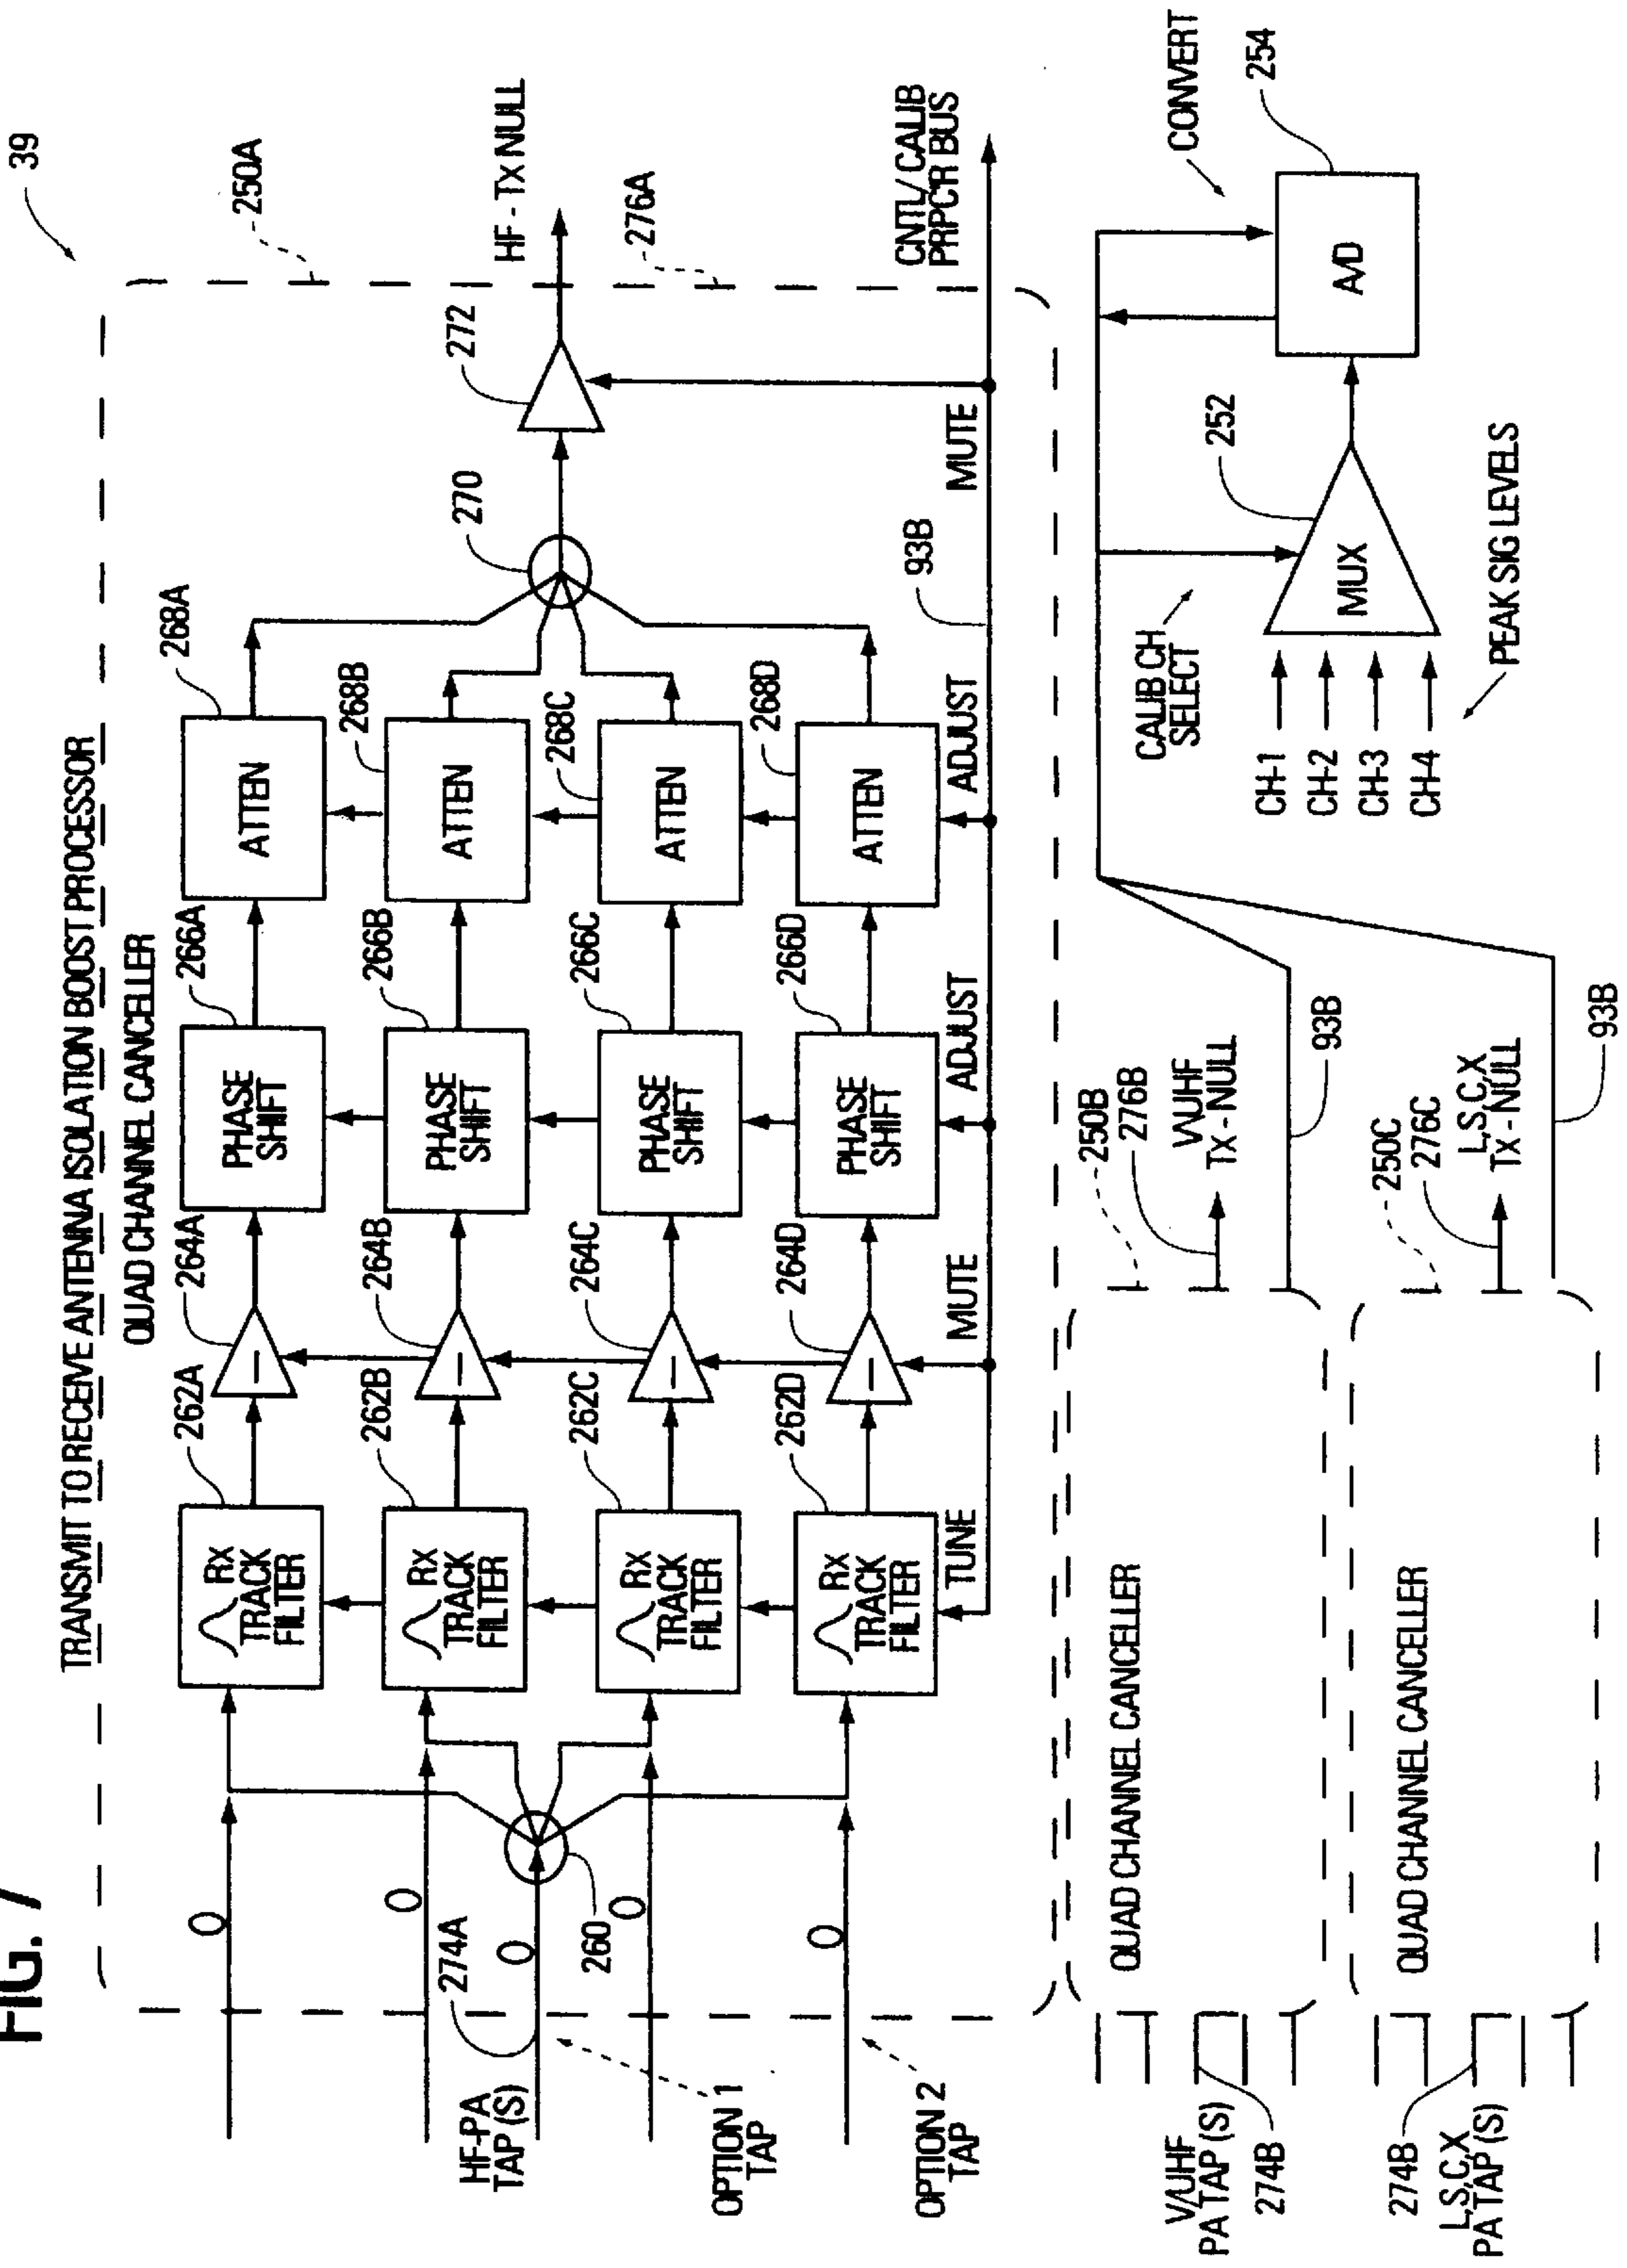 FIG. 7
39
TRANSMIT TO RECEIVE ANTENNA ISOLATION BOOST PROCESSOR
QUAD CHANNEL CANCELLER
250A
262A
264A
266A
268A
RX
TRACK
FILTER
PHASE
SHIFT
ATTEN
262B
264B
266B
268B
RX
TRACK
FILTER
PHASE
SHIFT
ATTEN
270
272
HF - Tx NULL
274A
HF-PA
TAP (S)
260
276A
262C
264C
266C
268C
RX
TRACK
FILTER
PHASE
SHIFT
ATTEN
OPTION 1
TAP
262D
264D
266D
268D
RX
TRACK
FILTER
PHASE
SHIFT
ATTEN
OPTION 2
TAP
TUNE
MUTE
ADJUST
ADJUST
93B
MUTE
CNTL / CALIB
PRPC'R BUS
QUAD CHANNEL CANCELLER
V/UHF
PA TAP (S)
274B
250B
276B
WUHF
TX - NULL
93B
QUAD CHANNEL CANCELLER
274B
L,S,C,X
PA TAP (S)
250C
276C
L,S,C,X
TX - NULL
93B
CALIB CH
SELECT
CH-1
CH-2
CH-3
CH-4
MUX
252
PEAK SIG LEVELS
A/D
CONVERT
254